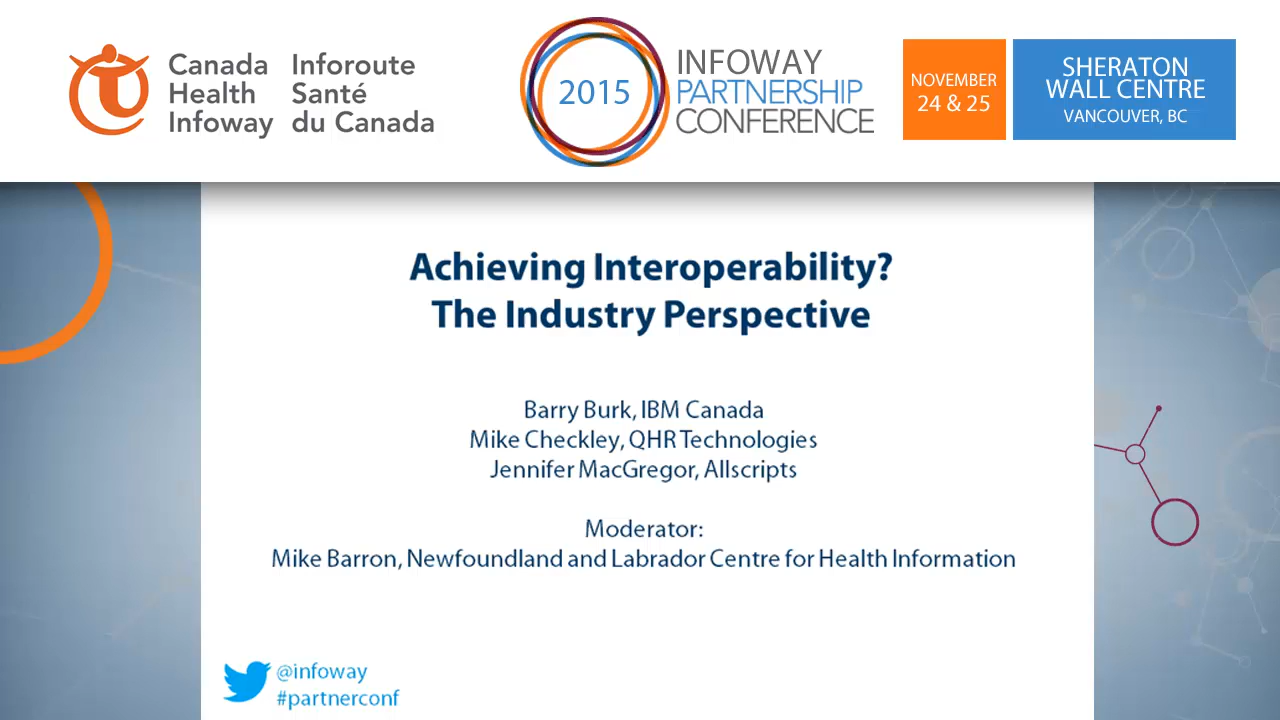 Canada Health Infoway
Inforoute Santé du Canada
2015
INFOWAY
PARTNERSHIP
CONFERENCE
NOVEMBER
24 & 25
SHERATON
WALL CENTRE
VANCOUVER, BC
Achieving Interoperability?
The Industry Perspective
Barry Burk, IBM Canada
Mike Checkley, QHR Technologies
Jennifer MacGregor, Allscripts
Moderator:
Mike Barron, Newfoundland and Labrador Centre for Health Information
@infoway
#partnerconf